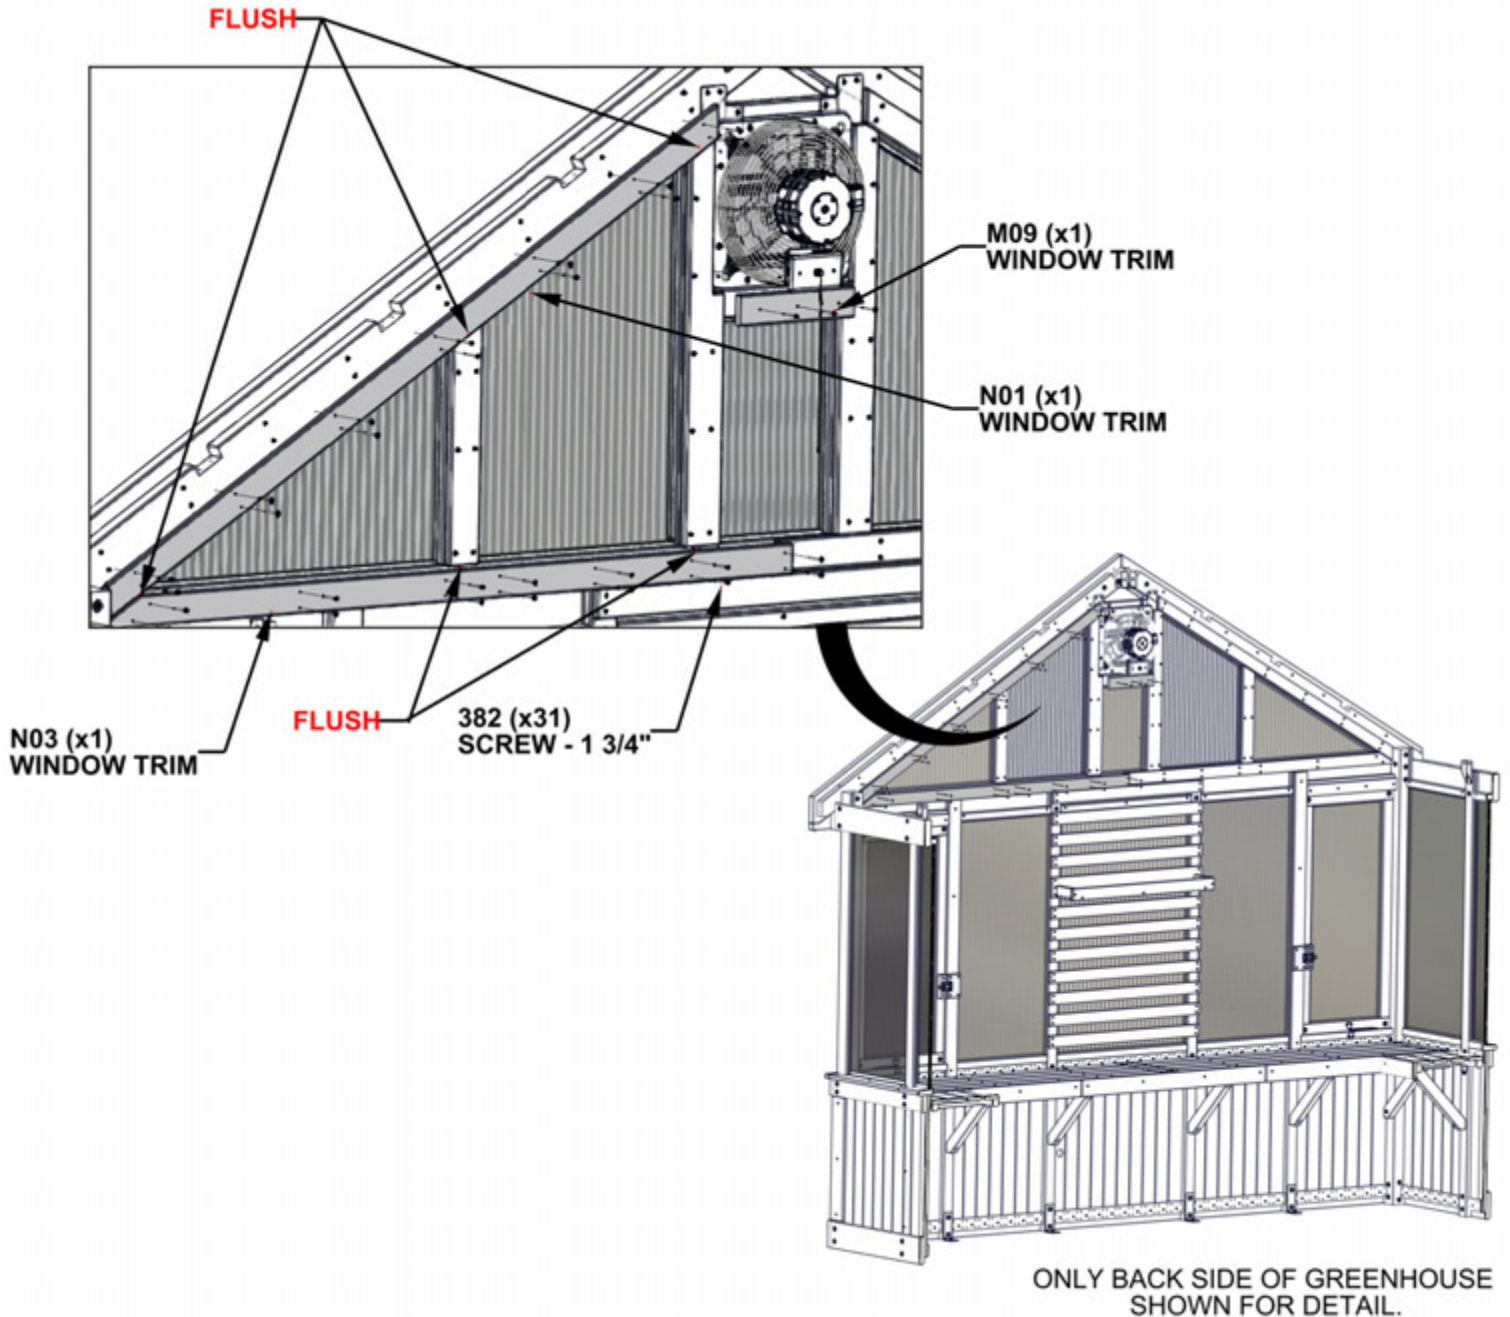 FLUSH
M09 (x1)
WINDOW TRIM
N01 (x1)
WINDOW TRIM
N03 (x1)
WINDOW TRIM
FLUSH
382 (x31)
SCREW - 1 3/4"
ONLY BACK SIDE OF GREENHOUSE
SHOWN FOR DETAIL.